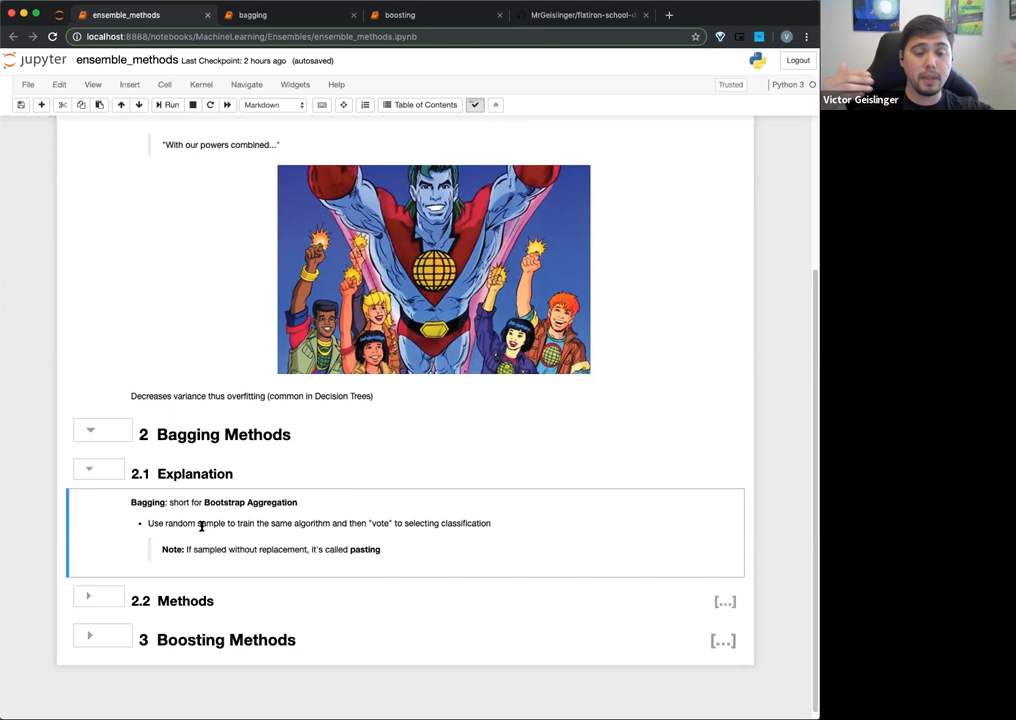 ensemble_methods
bagging
boosting
MrGeislinger/flatiron-school-d
localhost:8888/notebooks/MachineLearning/Ensembles/ensemble_methods.ipynb
V
jupyter ensemble_methods Last Checkpoint: 2 hours ago (autosaved)
Logout
File Edit View Insert Cell Kernel Navigate Widgets Help
Trusted
Python 3
Run
Markdown
Table of Contents
Victor Geislinger
"With our powers combined..."
Decreases variance thus overfitting (common in Decision Trees)
2 Bagging Methods
2.1 Explanation
Bagging: short for Bootstrap Aggregation
• Use random sample to train the same algorithm and then "vote" to selecting classification
Note: If sampled without replacement, it's called pasting
2.2 Methods
[...]
3 Boosting Methods
[...]